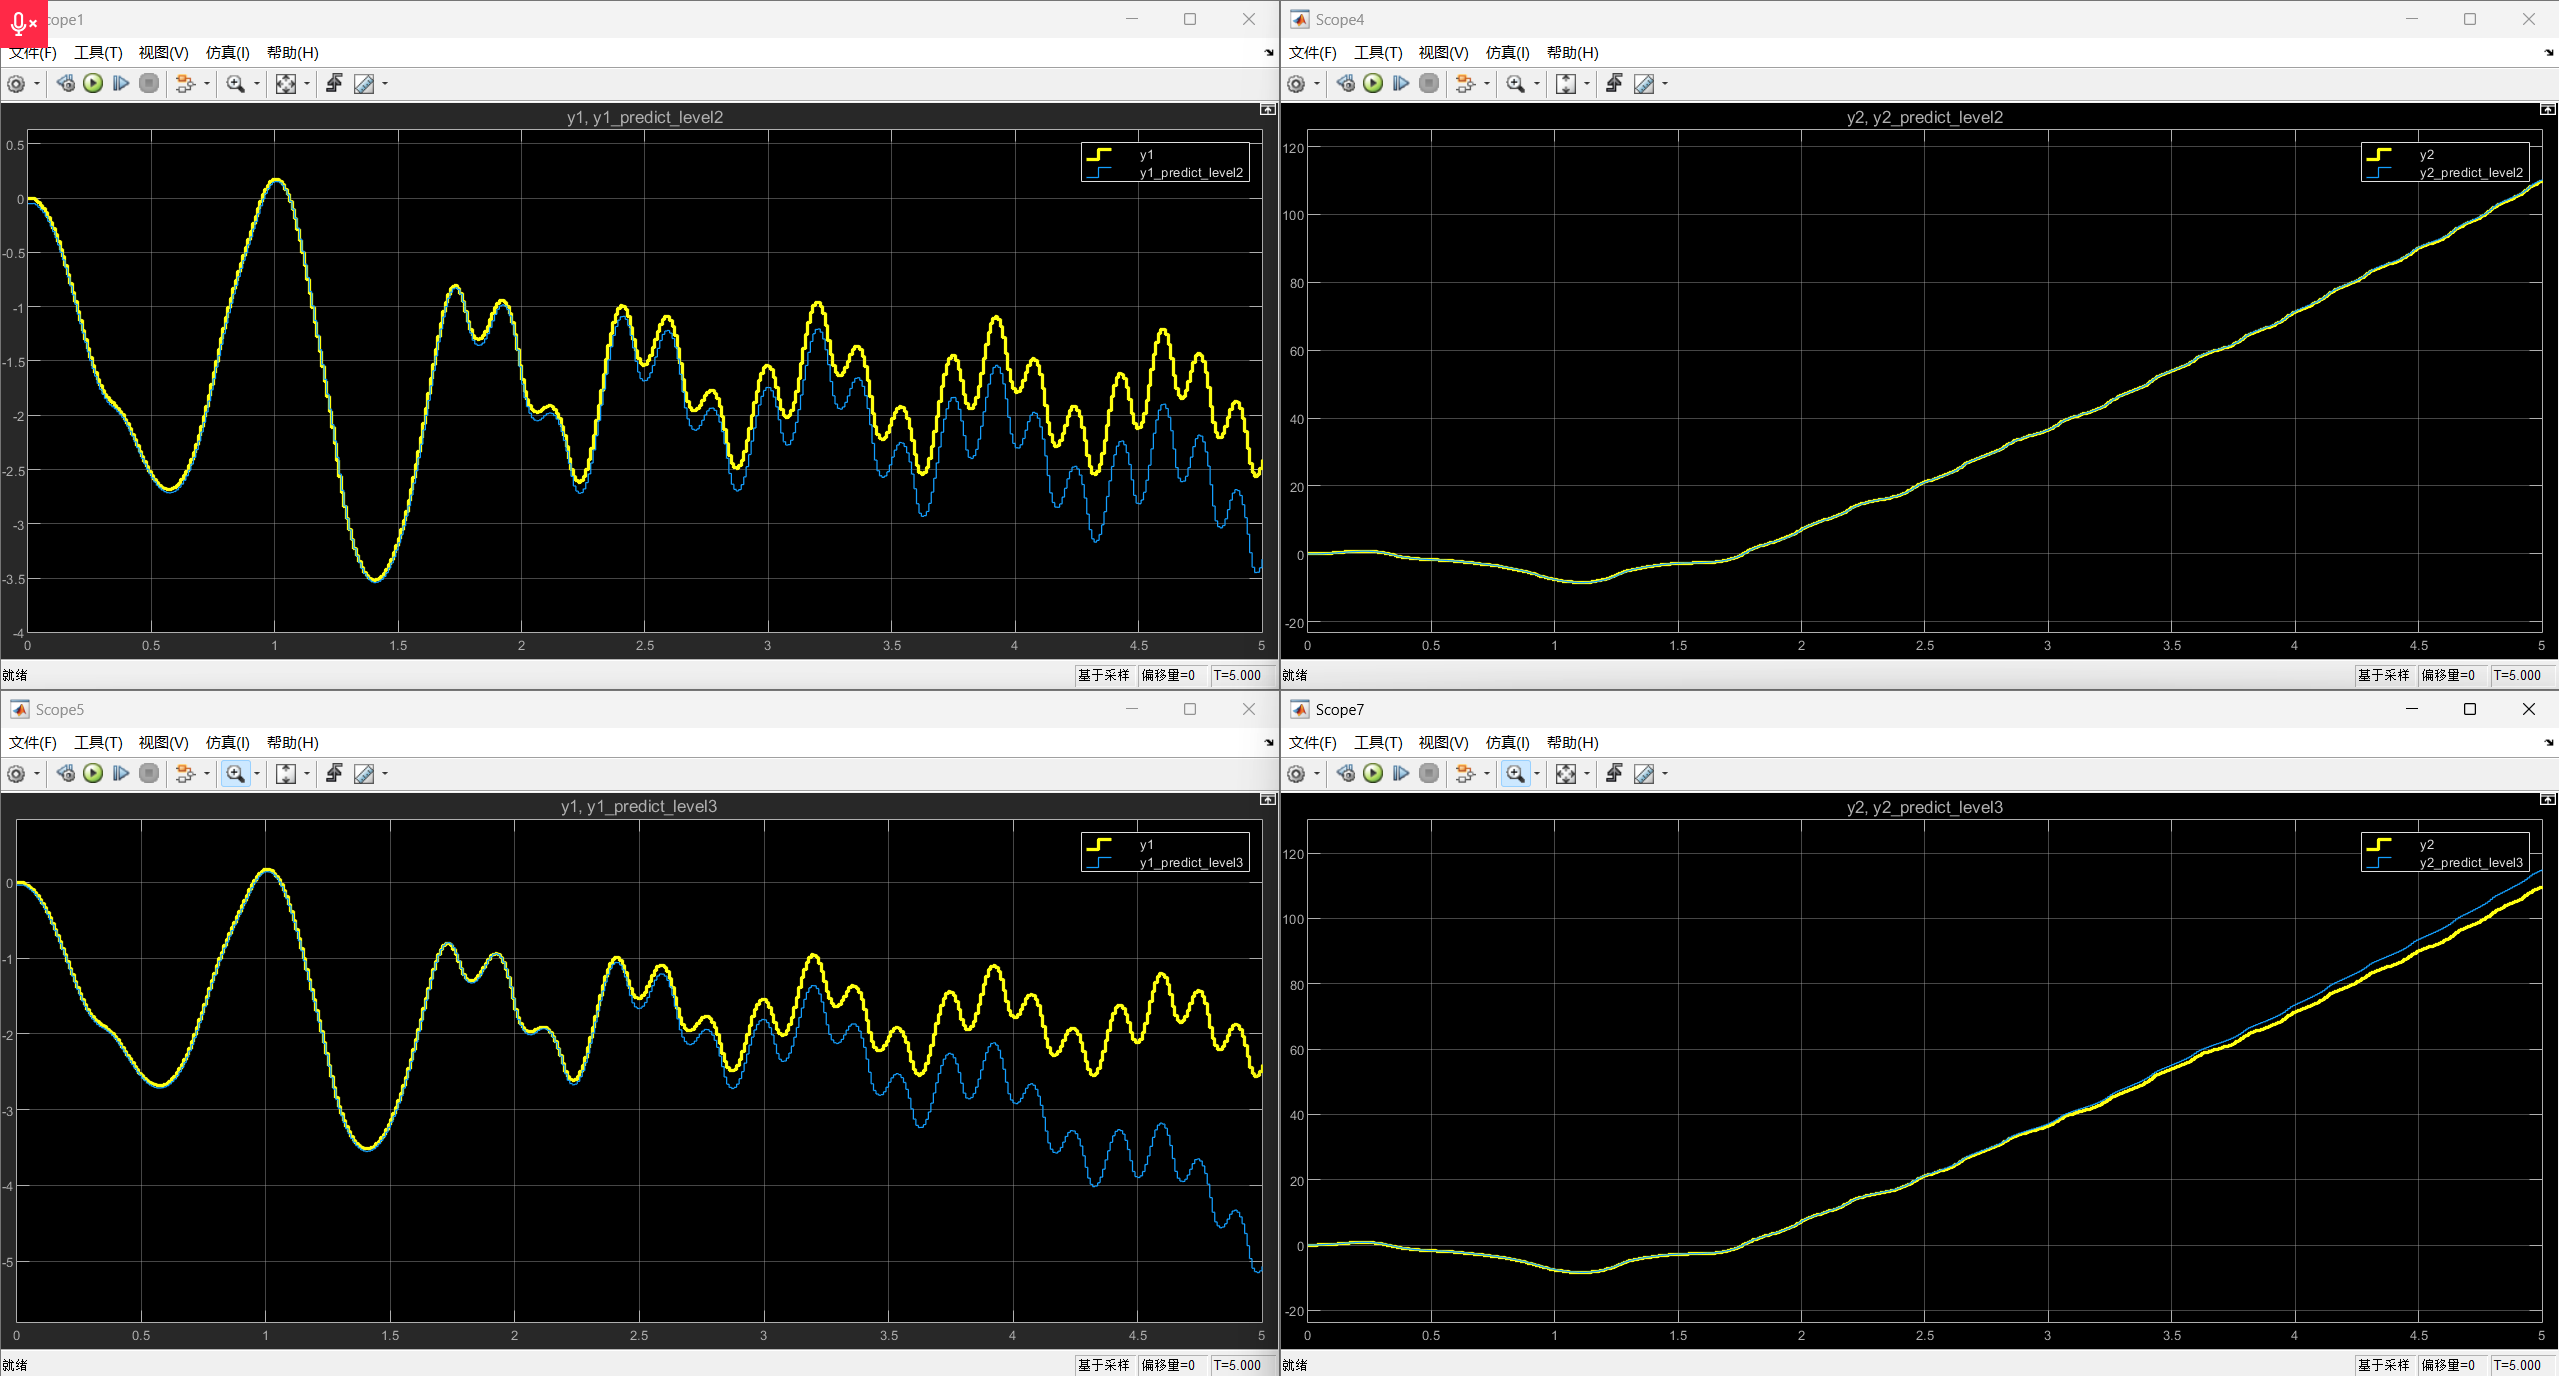 cope1
文件(F) 工具(T) 视图(V) 仿真(I) 帮助(H)
y1, y1_predict_level2
y1
y1_predict_level2
0.5
0
-0.5
-1
-1.5
-2
-2.5
-3
-3.5
-4
0 0.5 1 1.5 2 2.5 3 3.5 4 4.5 5
就绪 基于采样 偏移量=0 T=5.000
Scope4
文件(F) 工具(T) 视图(V) 仿真(I) 帮助(H)
y2, y2_predict_level2
y2
y2_predict_level2
120
100
80
60
40
20
0
-20
0 0.5 1 1.5 2 2.5 3 3.5 4 4.5 5
就绪 基于采样 偏移量=0 T=5.000
Scope5
文件(F) 工具(T) 视图(V) 仿真(I) 帮助(H)
y1, y1_predict_level3
y1
y1_predict_level3
0
-1
-2
-3
-4
-5
0 0.5 1 1.5 2 2.5 3 3.5 4 4.5 5
就绪 基于采样 偏移量=0 T=5.000
Scope7
文件(F) 工具(T) 视图(V) 仿真(I) 帮助(H)
y2, y2_predict_level3
y2
y2_predict_level3
120
100
80
60
40
20
0
-20
0 0.5 1 1.5 2 2.5 3 3.5 4 4.5 5
就绪 基于采样 偏移量=0 T=5.000